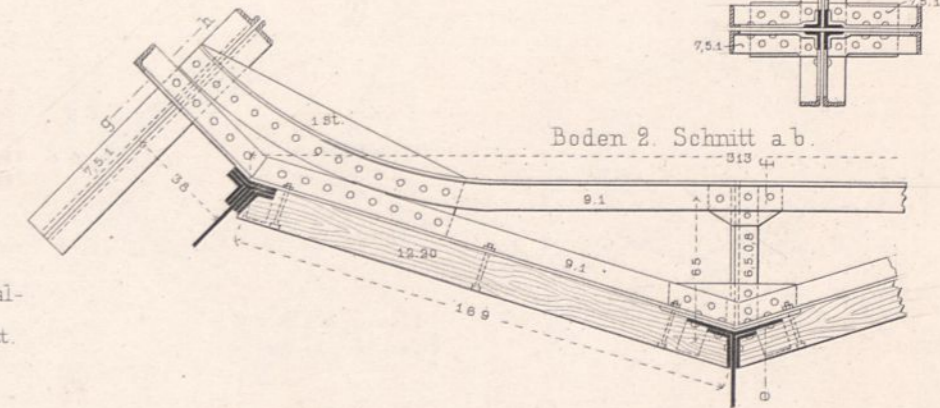 7,5.1
7,5.1
Boden 2. Schnitt a b.
313
h
g
1 st.
7.5.1
38
9.1
65
6,5.0,8
12.20
9.1
169
t.
e